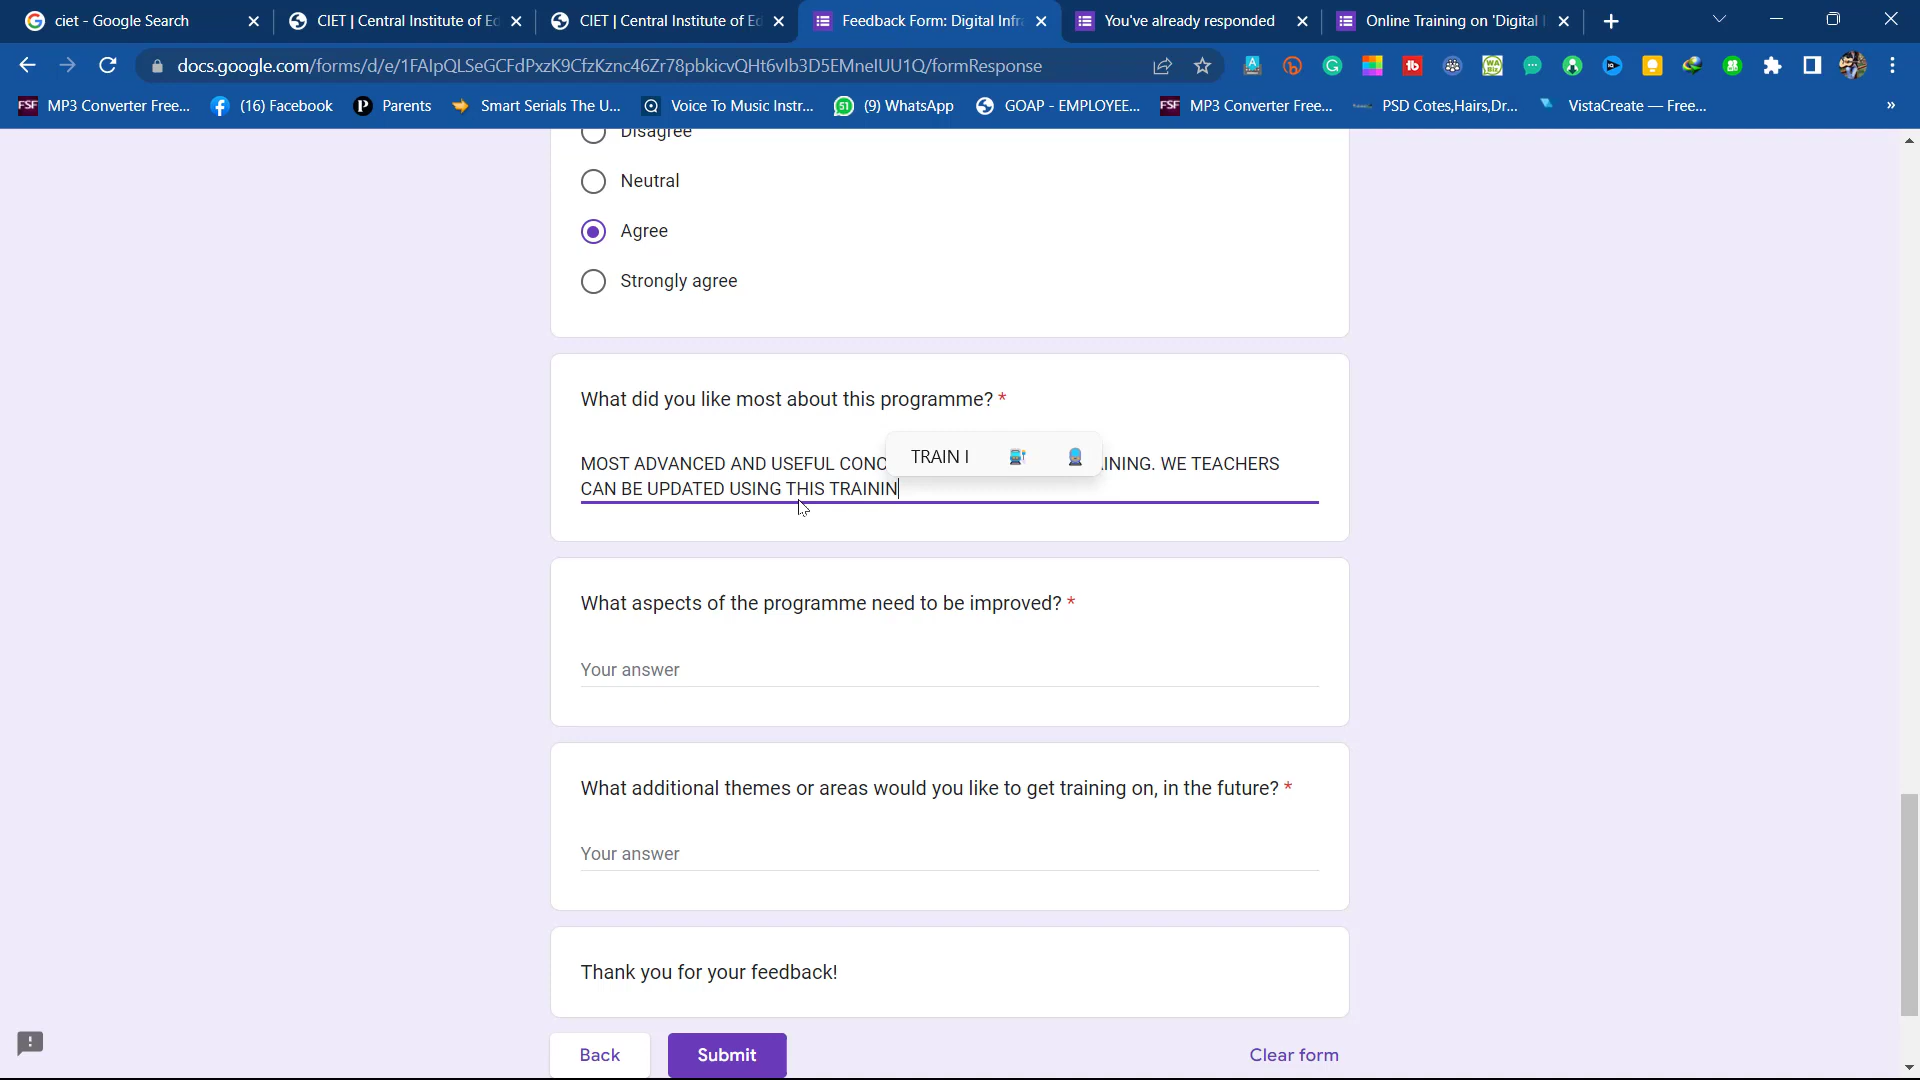 ciet - Google Search
CIET | Central Institute of Ed
CIET | Central Institute of Ed
Feedback Form: Digital Infra
You've already responded
Online Training on 'Digital
docs.google.com/forms/d/e/1FAIpQLSeGCFdPxzK9CfzKznc46Zr78pbkicvQHt6vIb3D5EMnelUU1Q/formResponse
MP3 Converter Free...
(16) Facebook
Parents
Smart Serials The U...
Voice To Music Instr...
(9) WhatsApp
GOAP - EMPLOYEE...
MP3 Converter Free...
PSD Cotes,Hairs,Dr...
VistaCreate — Free...
»
Disagree
Neutral
Agree
Strongly agree
What did you like most about this programme? *
TRAIN I
MOST ADVANCED AND USEFUL CONC INING. WE TEACHERS
CAN BE UPDATED USING THIS TRAININ
What aspects of the programme need to be improved? *
Your answer
What additional themes or areas would you like to get training on, in the future? *
Your answer
Thank you for your feedback!
Back
Submit
Clear form